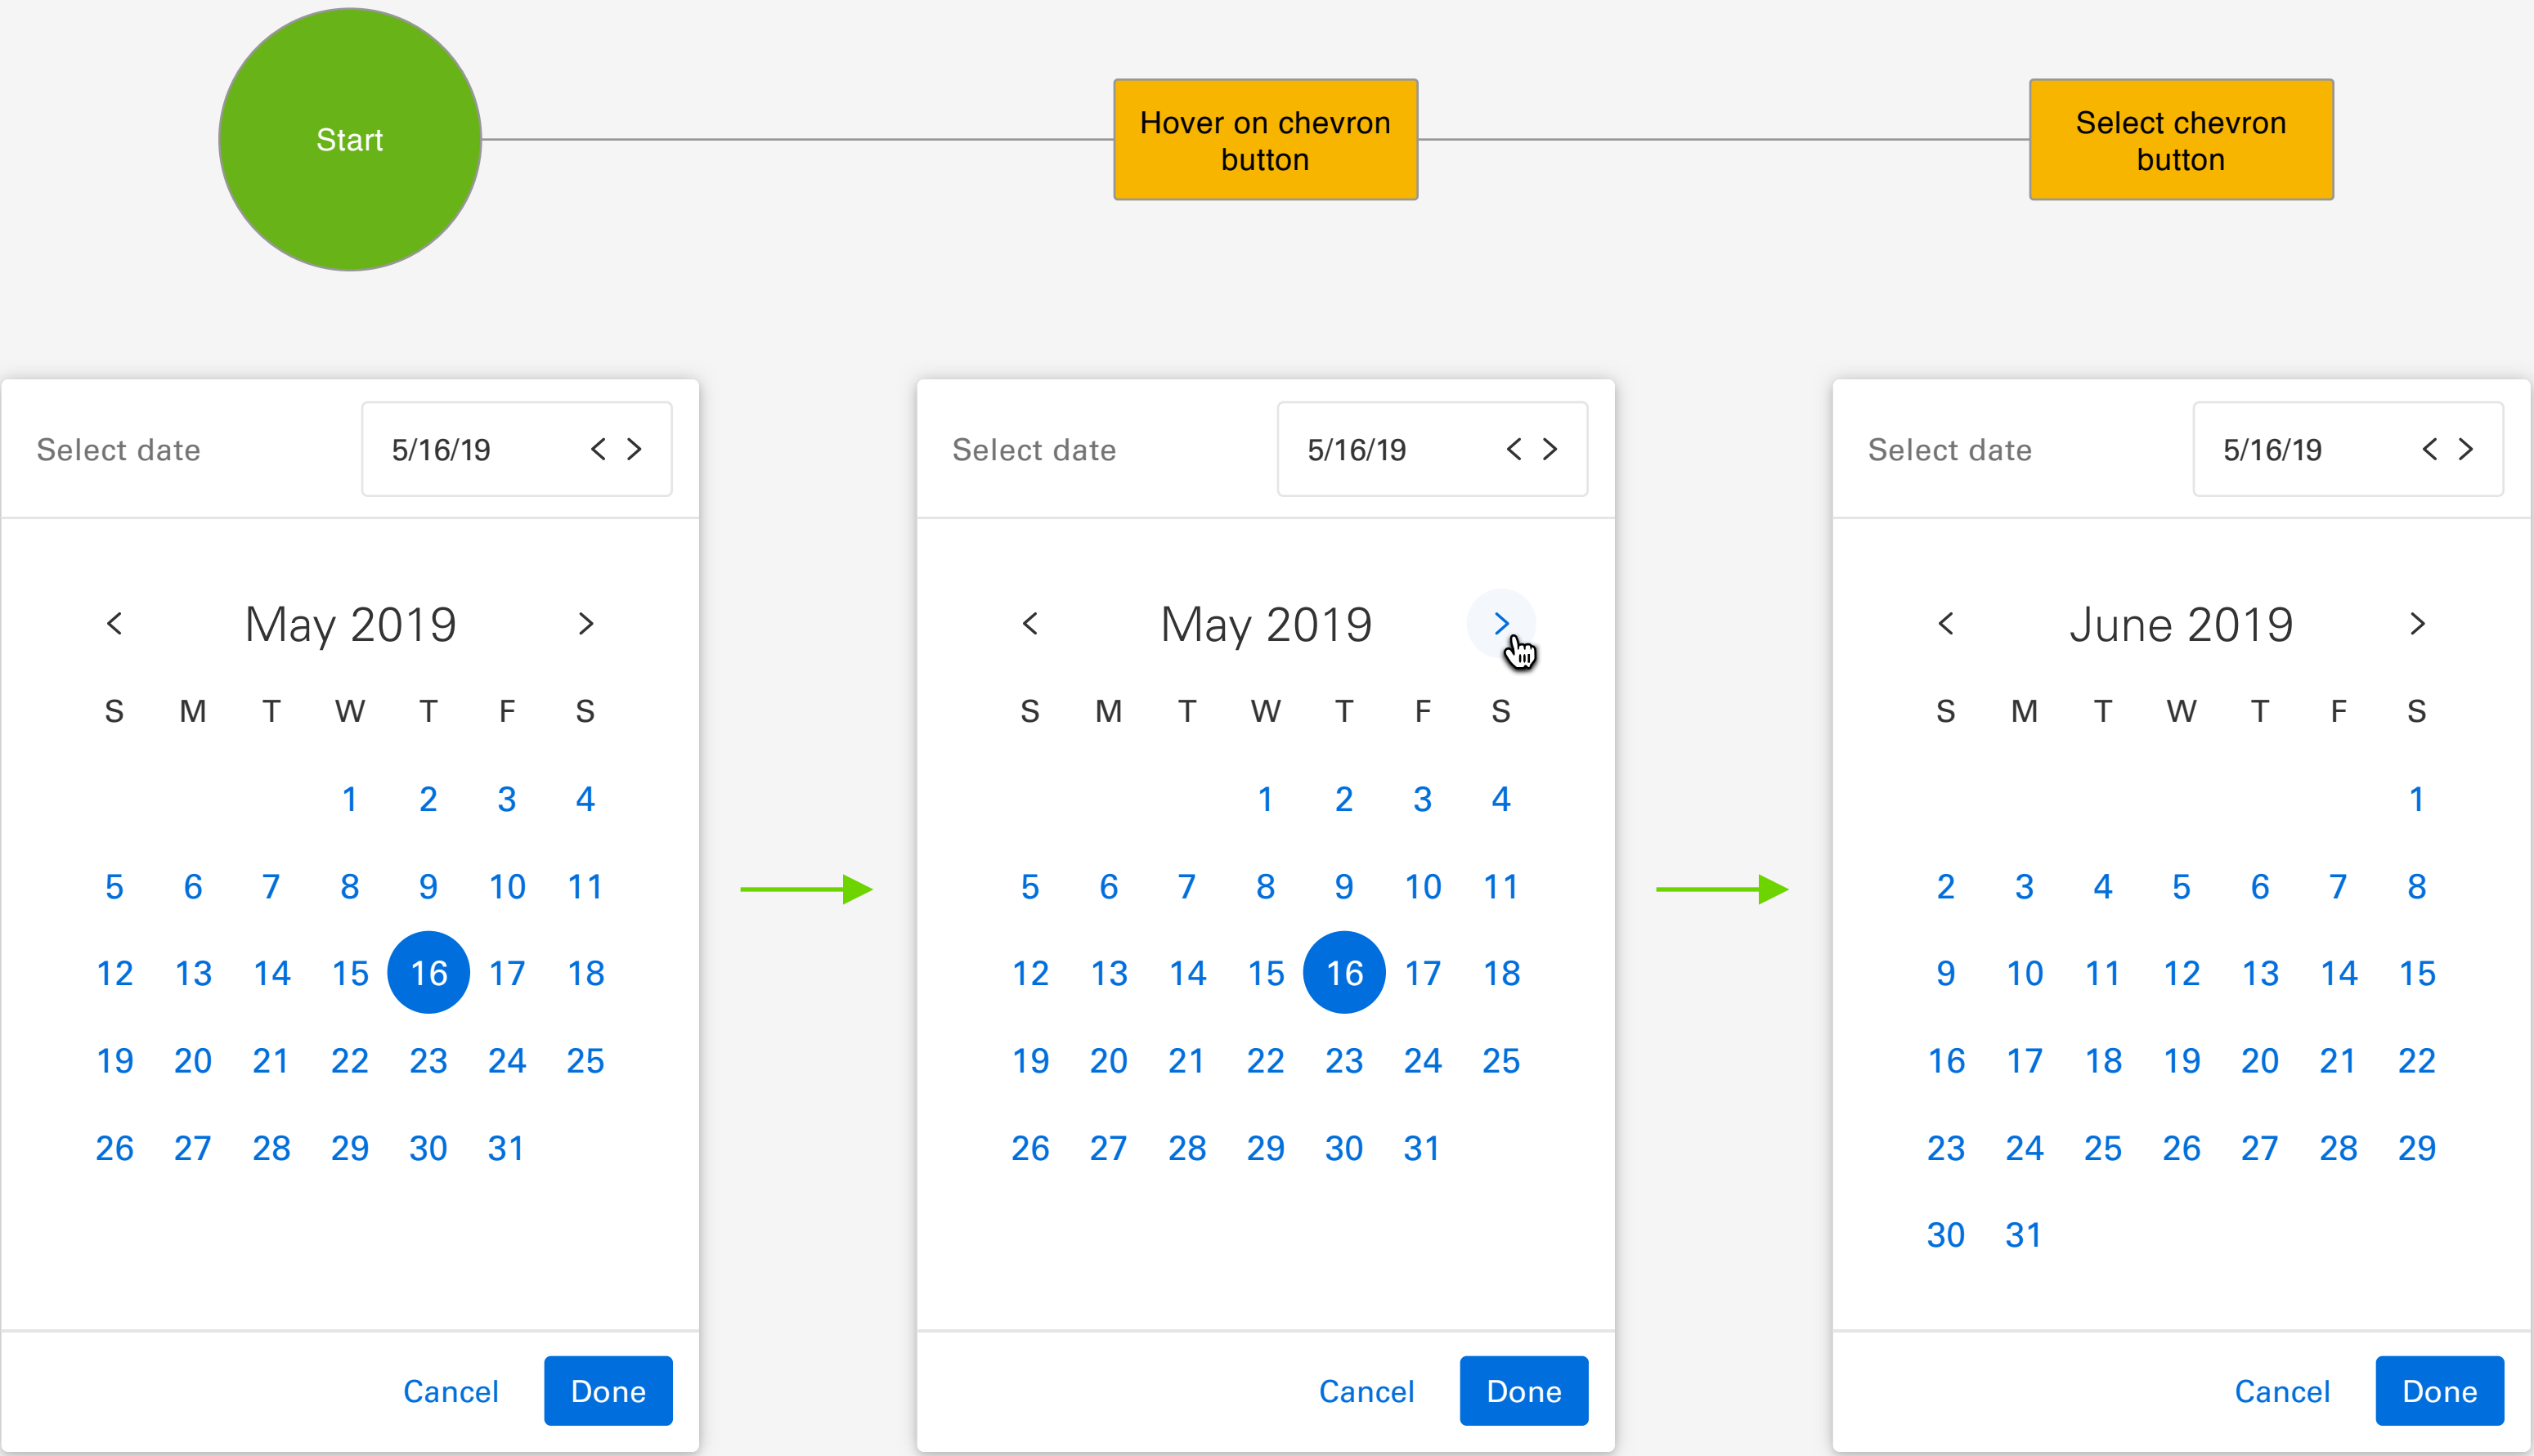 Start
Hover on chevron
button
Select chevron
button
Select date 5/16/19 < >
< May 2019 >
S M T W T F S
1 2 3 4
5 6 7 8 9 10 11
12 13 14 15 16 17 18
19 20 21 22 23 24 25
26 27 28 29 30 31
Cancel Done
Select date 5/16/19 < >
< May 2019 >
S M T W T F S
1 2 3 4
5 6 7 8 9 10 11
12 13 14 15 16 17 18
19 20 21 22 23 24 25
26 27 28 29 30 31
Cancel Done
Select date 5/16/19 < >
< June 2019 >
S M T W T F S
1
2 3 4 5 6 7 8
9 10 11 12 13 14 15
16 17 18 19 20 21 22
23 24 25 26 27 28 29
30 31
Cancel Done